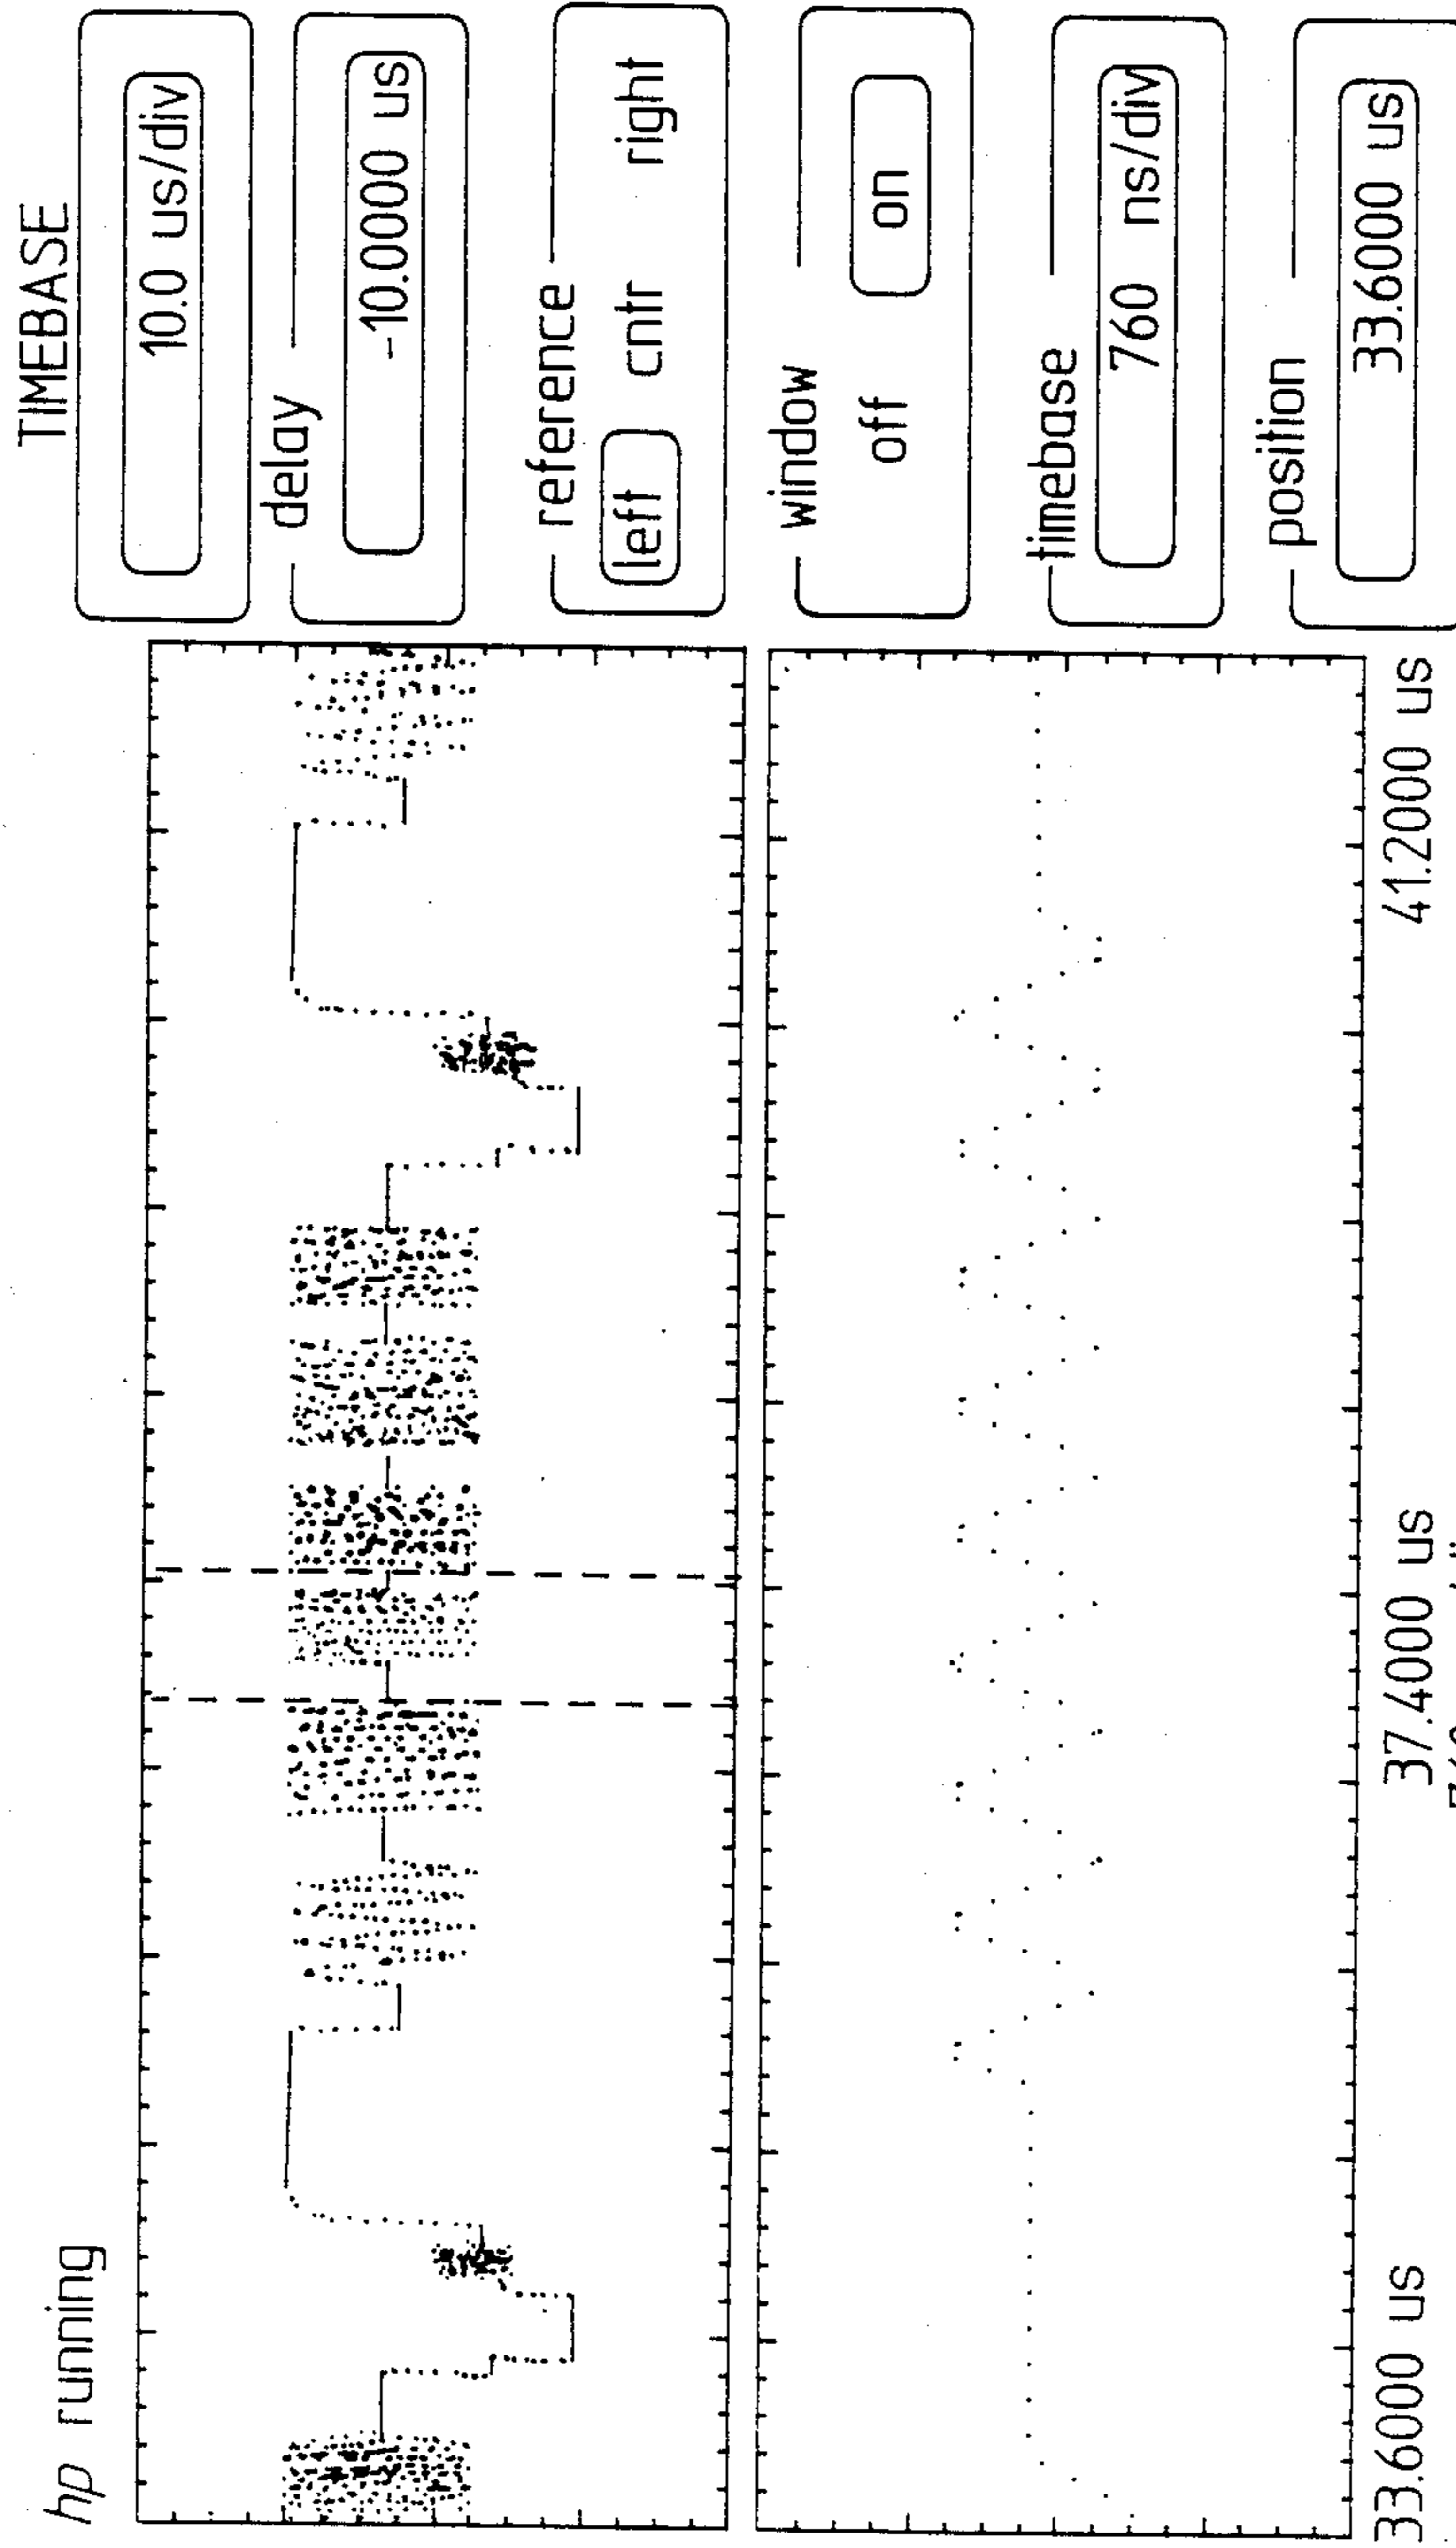 hp running
TIMEBASE
10.0 us/div
delay
-10.0000 us
reference
left cntr right
window
off on
timebase
760 ns/div
position
33.6000 us
33.6000 us 37.4000 us 41.2000 us